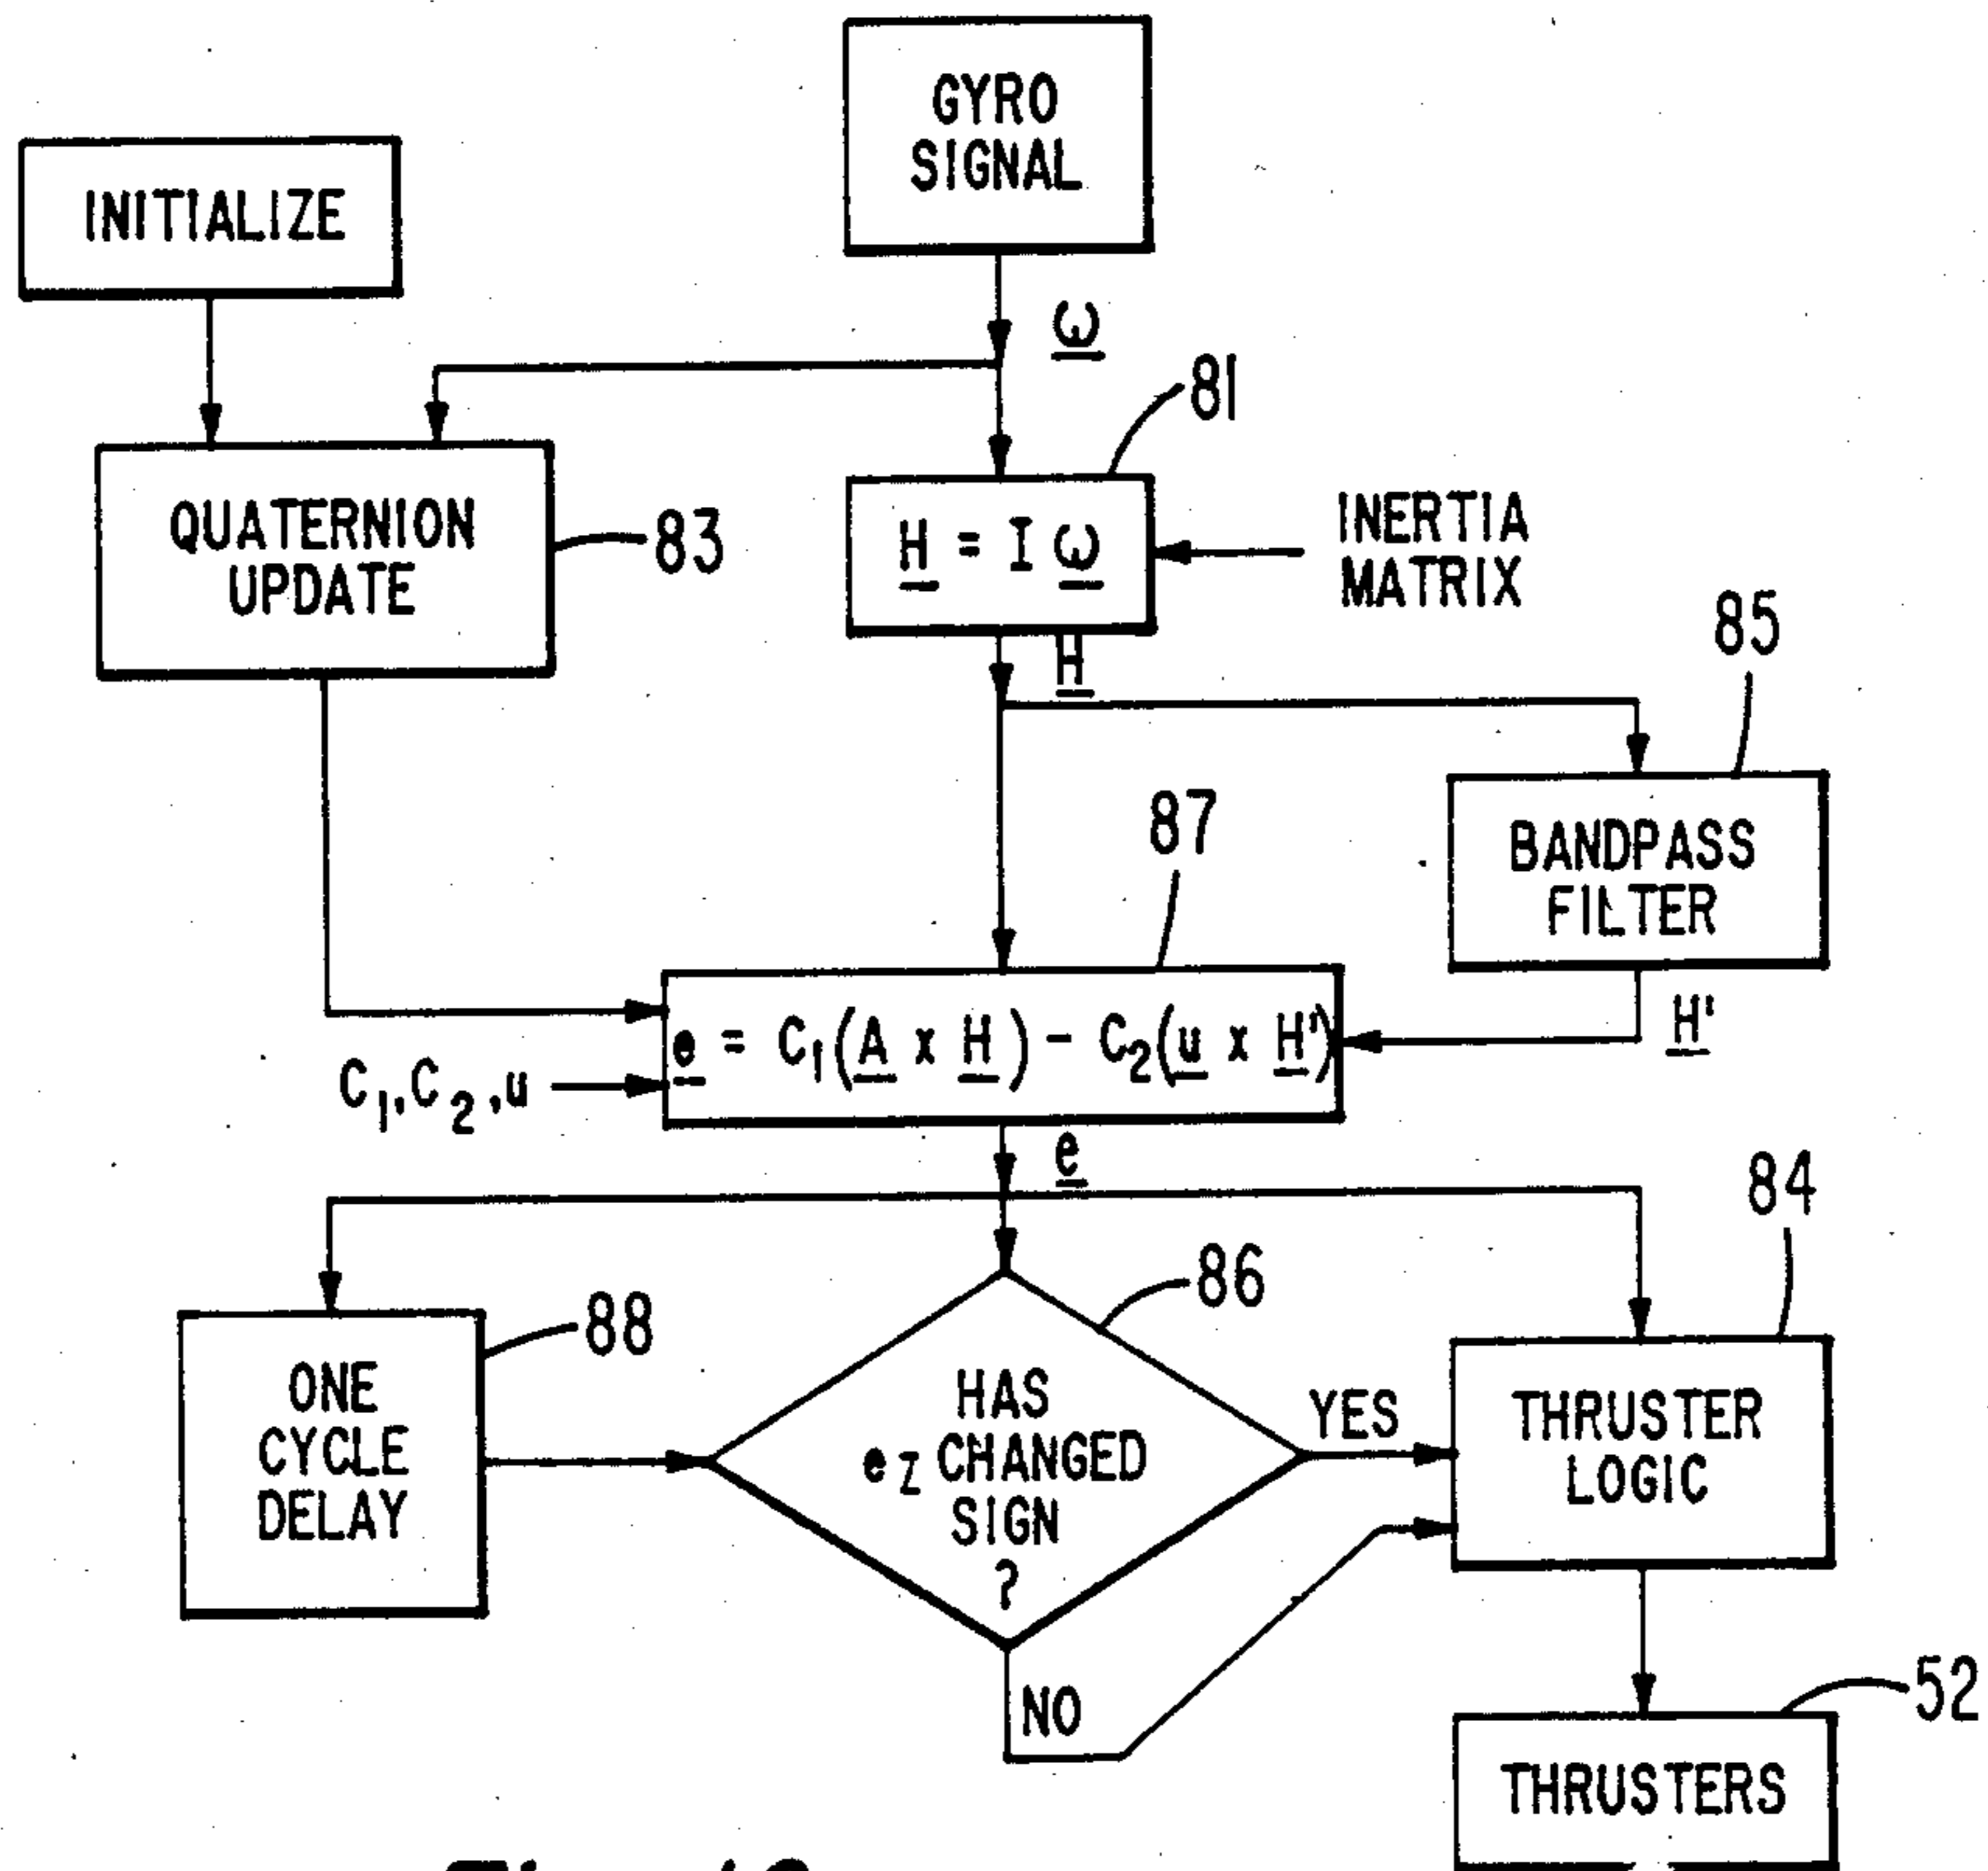 GYRO
SIGNAL
INITIALIZE
ω
81
QUATERNION
UPDATE
83
H = I ω
INERTIA
MATRIX
H
85
87
BANDPASS
FILTER
H'
e = C₁(A x H) - C₂(u x H')
C₁,C₂,u
e
84
86
88
ONE
CYCLE
DELAY
HAS
e z CHANGED
SIGN
?
YES
THRUSTER
LOGIC
NO
52
THRUSTERS